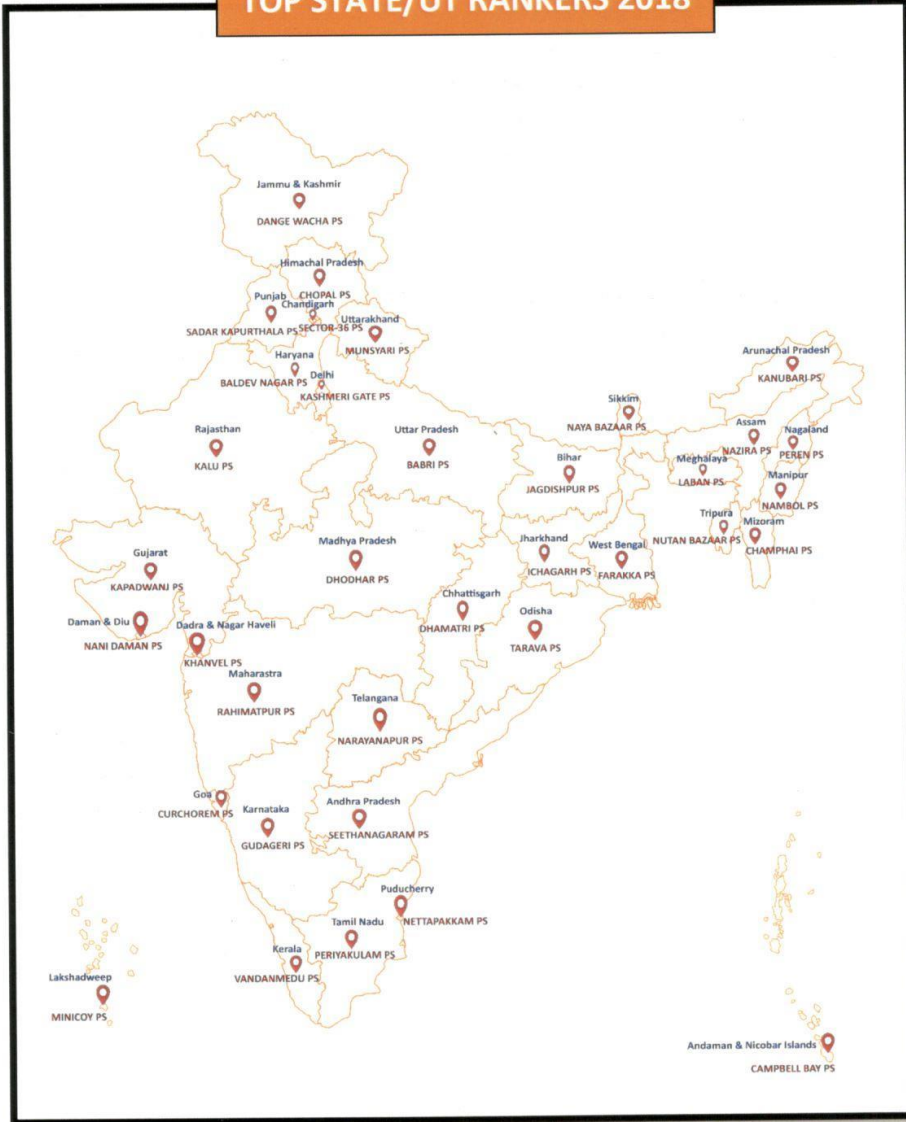 TOP STATE/UT RANKERS 2018
Jammu & Kashmir
DANGE WACHA PS
Himachal Pradesh
CHOPAL PS
Punjab
SADAR KAPURTHALA PS
Chandigarh
SECTOR-36 PS
Uttarakhand
MUNSYARI PS
Haryana
BALDEV NAGAR PS
Delhi
KASHMERI GATE PS
Arunachal Pradesh
KANUBARI PS
Sikkim
NAYA BAZAAR PS
Rajasthan
KALU PS
Uttar Pradesh
BABRI PS
Bihar
JAGDISHPUR PS
Assam
NAZIRA PS
Nagaland
PEREN PS
Meghalaya
LABAN PS
Manipur
NAMBOL PS
Tripura
NUTAN BAZAAR PS
Mizoram
CHAMPHAI PS
Gujarat
KAPADWANJ PS
Madhya Pradesh
DHODHAR PS
Jharkhand
ICHAGARH PS
West Bengal
FARAKKA PS
Chhattisgarh
DHAMATRI PS
Odisha
TARAVA PS
Daman & Diu
NANI DAMAN PS
Dadra & Nagar Haveli
KHANVEL PS
Maharastra
RAHIMATPUR PS
Telangana
NARAYANAPUR PS
Goa
CURCHOREM PS
Karnataka
GUDAGERI PS
Andhra Pradesh
SEETHANAGARAM PS
Puducherry
NETTAPAKKAM PS
Tamil Nadu
PERIYAKULAM PS
Kerala
VANDANMEDU PS
Lakshadweep
MINICOY PS
Andaman & Nicobar Islands
CAMPBELL BAY PS